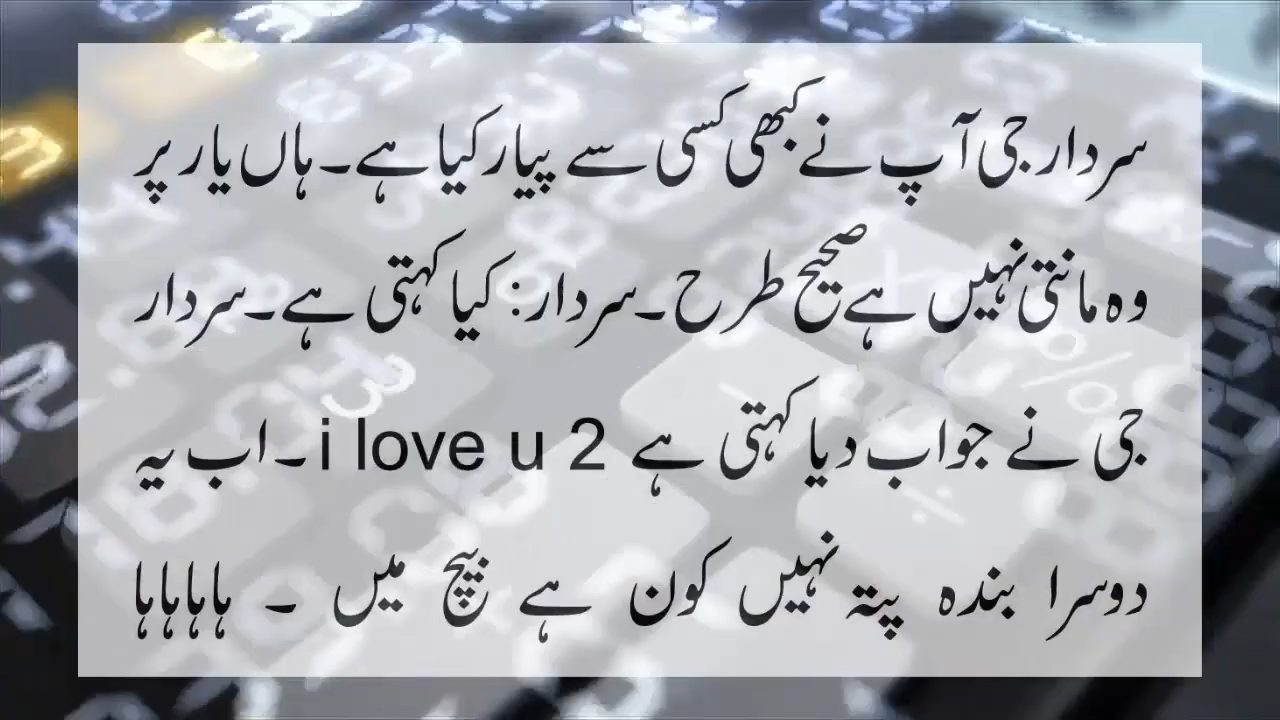 سردار جی آپ نے کبھی کسی سے پیار کیا ہے۔ ہاں یار پر
وہ مانتی نہیں ہے صحیح طرح۔ سردار: کیا کہتی ہے۔ سردار
جی نے جواب دیا کہتی ہے i love u 2۔ اب یہ
دوسرا بندہ پتہ نہیں کون ہے بیچ میں ۔ ہاہاہاہا